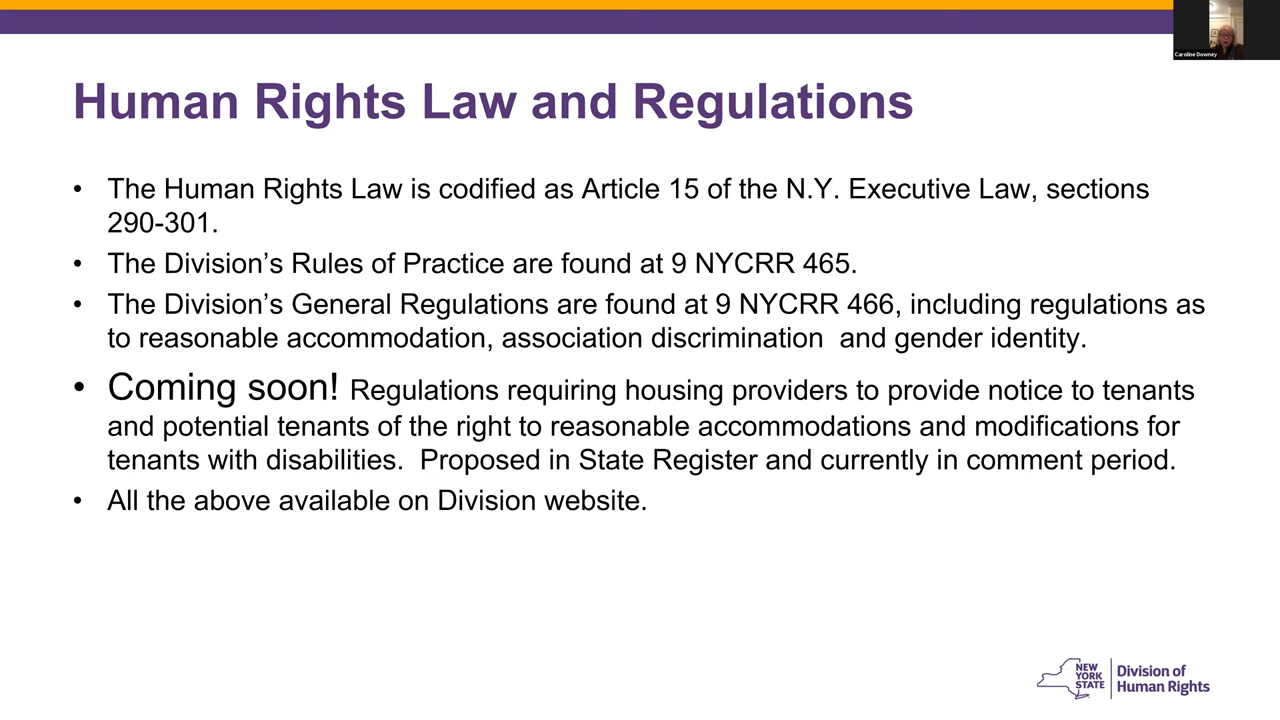 Caroline Downey
Human Rights Law and Regulations
• The Human Rights Law is codified as Article 15 of the N.Y. Executive Law, sections
290-301.
• The Division’s Rules of Practice are found at 9 NYCRR 465.
• The Division’s General Regulations are found at 9 NYCRR 466, including regulations as
to reasonable accommodation, association discrimination  and gender identity.
• Coming soon! Regulations requiring housing providers to provide notice to tenants
and potential tenants of the right to reasonable accommodations and modifications for
tenants with disabilities.  Proposed in State Register and currently in comment period.
• All the above available on Division website.
NEW
YORK
STATE
Division of
Human Rights